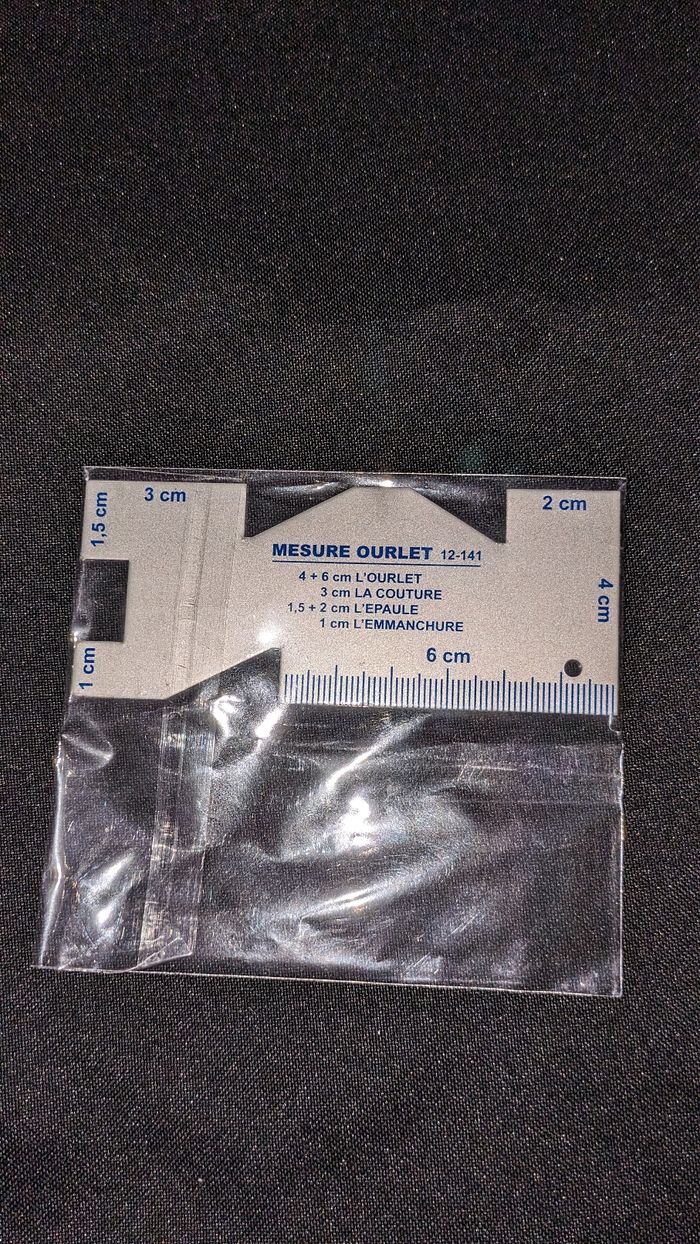 3 cm
2 cm
1,5 cm
MESURE OURLET 12-141
4 + 6 cm L'OURLET
3 cm LA COUTURE
1,5 + 2 cm L'EPAULE
1 cm L'EMMANCHURE
4 cm
1 cm
6 cm